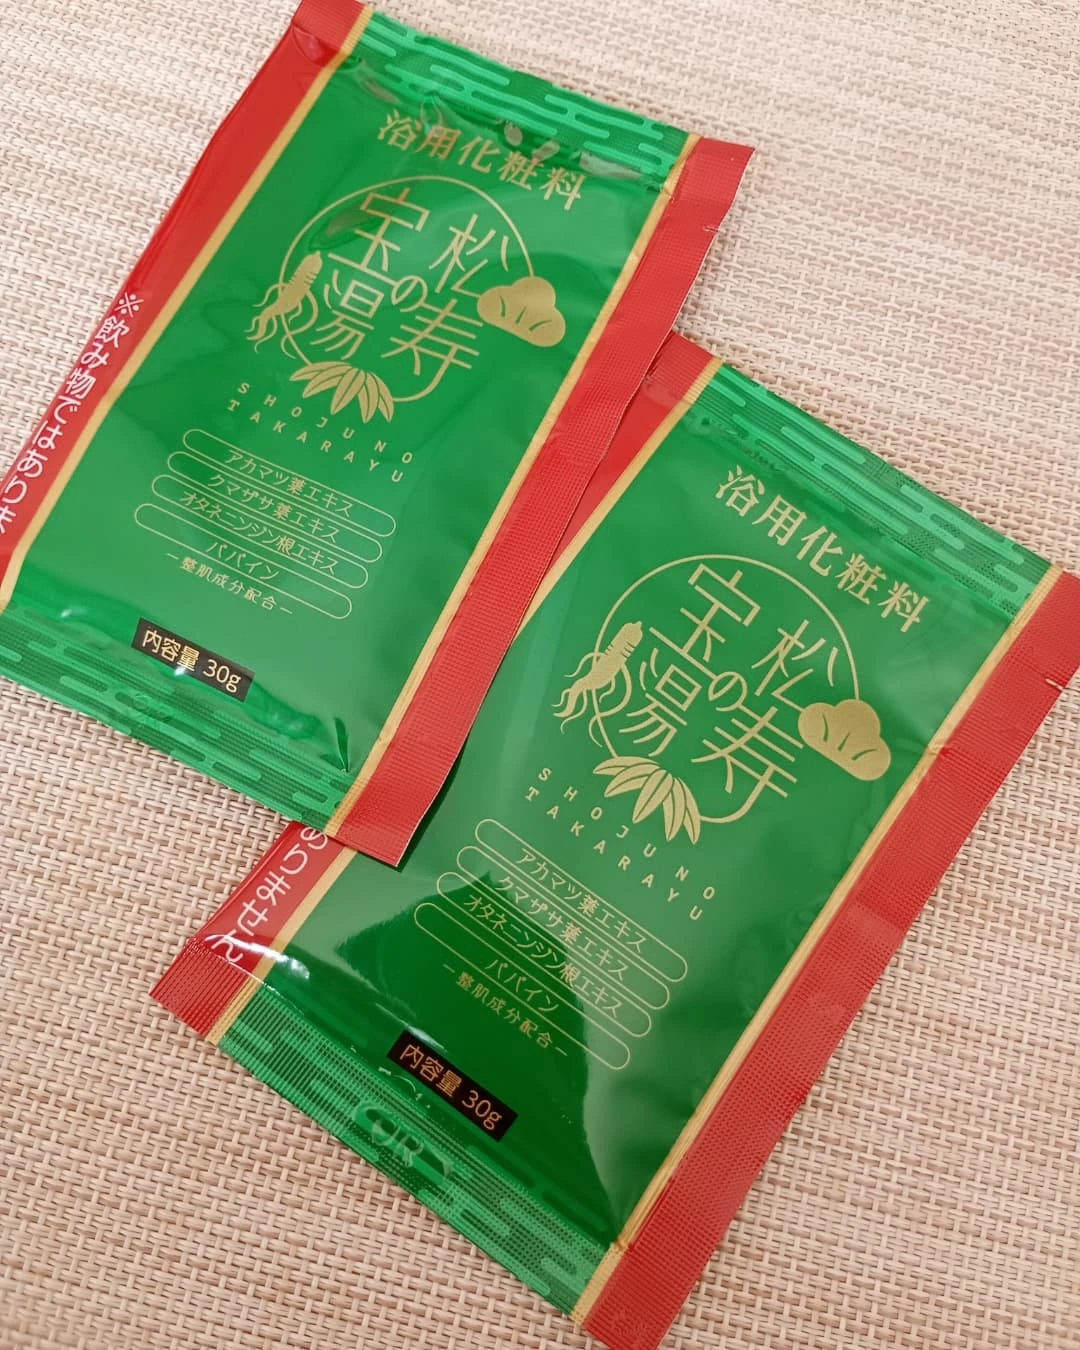 浴用化粧料
松寿の
宝湯
SHOJUNO
TAKARAYU
アカマツ葉エキス
クマザサ葉エキス
オタネニンジン根エキス
パパイン
―整肌成分配合―
内容量 30g
※飲み物ではありま
浴用化粧料
松寿の
宝湯
SHOJUNO
TAKARAYU
アカマツ葉エキス
クマザサ葉エキス
オタネニンジン根エキス
パパイン
―整肌成分配合―
内容量 30g
ありません